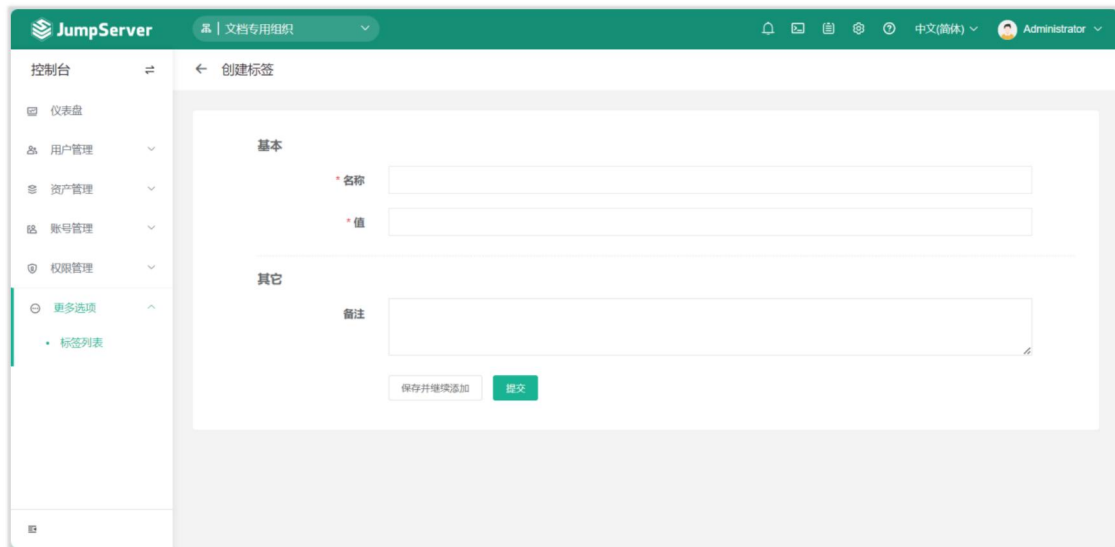 JumpServer 文档专用组织 中文(简体) Administrator
控制台 创建标签
仪表盘
用户管理
资产管理
账号管理
权限管理
更多选项
标签列表
基本
* 名称
* 值
其它
备注
保存并继续添加 提交